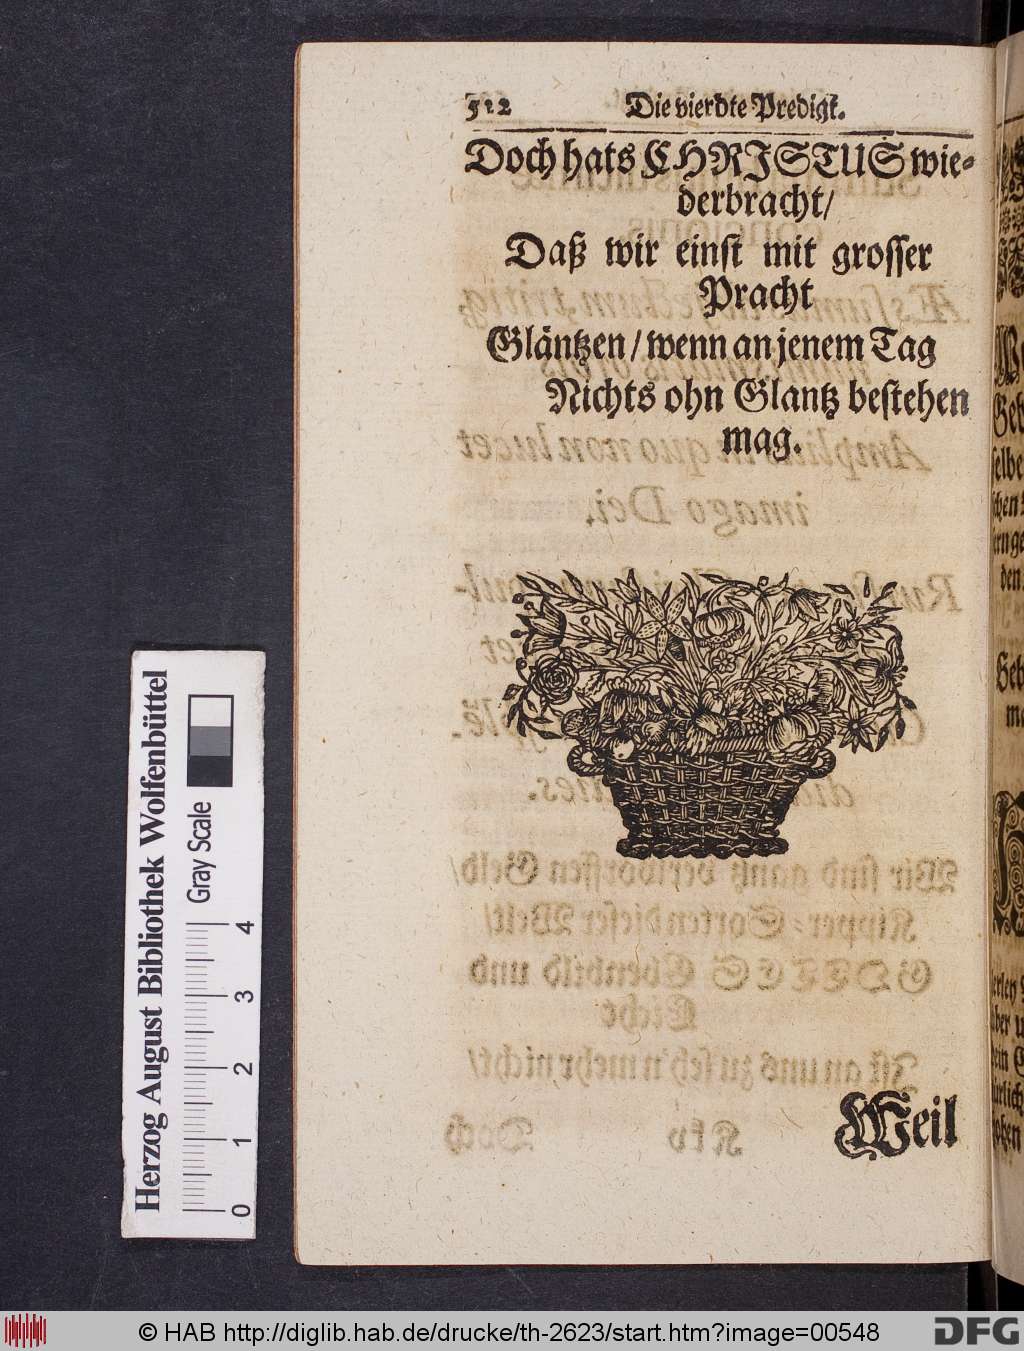 512 Die vierdte Predigt.
Doch hats CHRISTUS wie-
derbracht/
Daß wir einst mit grosser
Pracht
Gläntzen/ wenn an jenem Tag
Nichts ohn Glantz bestehen
mag.
Weil
Herzog August Bibliothek Wolfenbüttel
Gray Scale
0 1 2 3 4
© HAB http://diglib.hab.de/drucke/th-2623/start.htm?image=00548
DFG